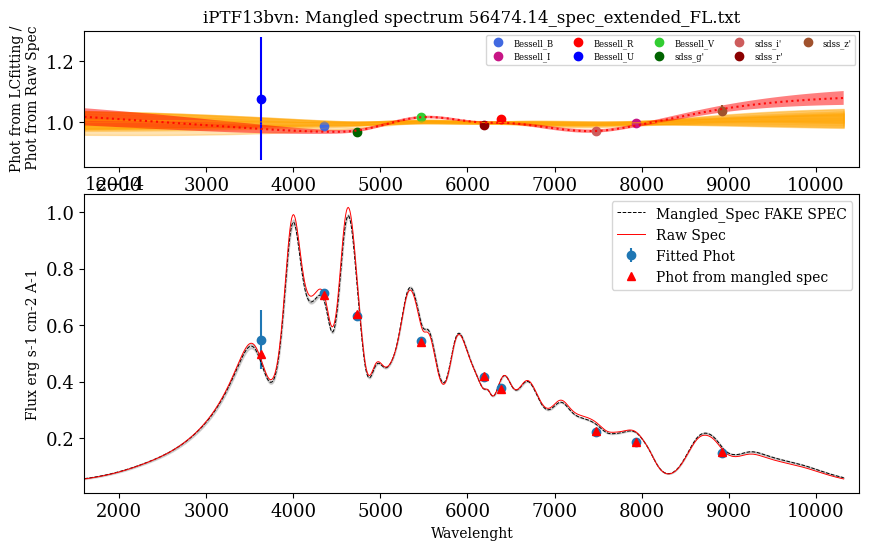 iPTF13bvn: Mangled spectrum 56474.14_spec_extended_FL.txt
Phot from LCfitting /
Phot from Raw Spec
1.2
1.0
Bessell_B Bessell_R Bessell_V sdss_i' sdss_z'
Bessell_I Bessell_U sdss_g' sdss_r'
2000 3000 4000 5000 6000 7000 8000 9000 10000
1e−14
Flux erg s-1 cm-2 A-1
1.0
0.8
0.6
0.4
0.2
Mangled_Spec FAKE SPEC
Raw Spec
Fitted Phot
Phot from mangled spec
2000 3000 4000 5000 6000 7000 8000 9000 10000
Wavelenght